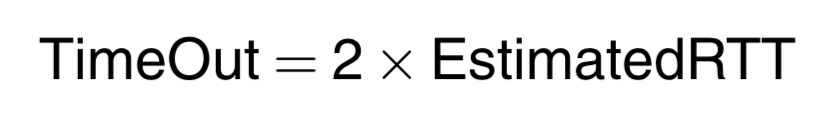 TimeOut = 2 × EstimatedRTT